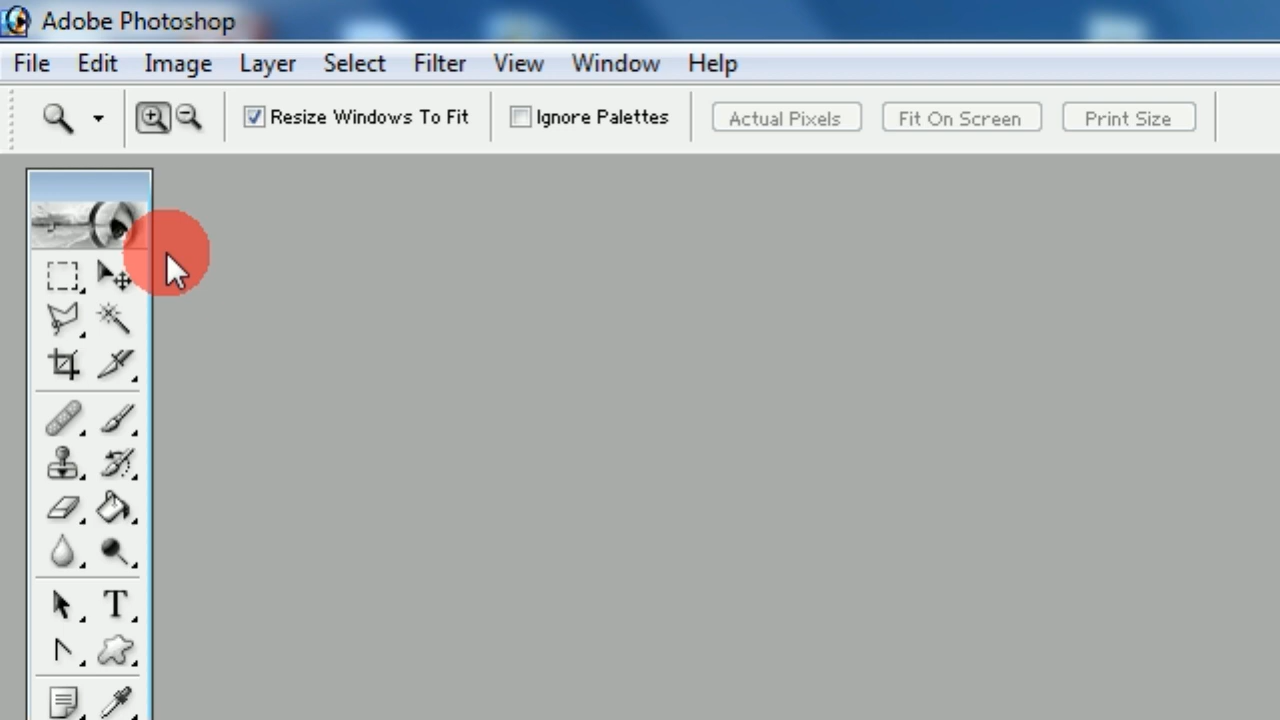 Adobe Photoshop
File Edit Image Layer Select Filter View Window Help
Resize Windows To Fit Ignore Palettes Actual Pixels Fit On Screen Print Size
T